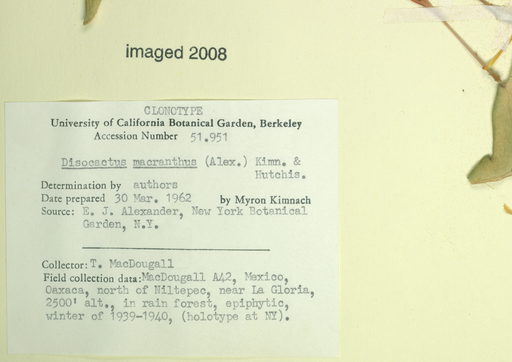 imaged 2008
CLONOTYPE
University of California Botanical Garden, Berkeley
Accession Number 51.951
Disocactus macranthus (Alex.) Kimn. &
Hutchis.
Determination by authors
Date prepared 30 Mar. 1962 by Myron Kimnach
Source: E. J. Alexander, New York Botanical
Garden, N.Y.
Collector: T. MacDougall
Field collection data: MacDougall A42, Mexico,
Oaxaca, north of Niltepec, near La Gloria,
2500' alt., in rain forest, epiphytic,
winter of 1939-1940, (holotype at NY).